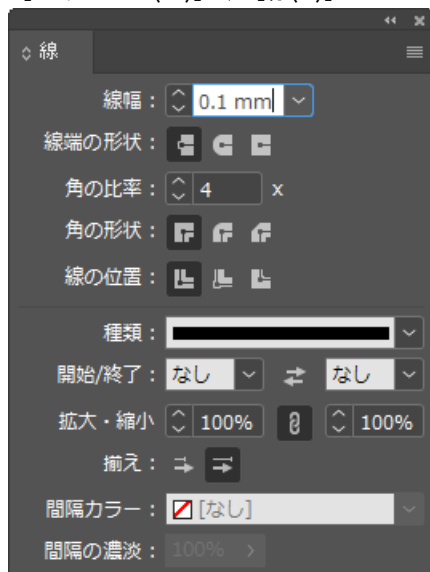 線
線幅： 0.1 mm
線端の形状：
角の比率： 4 x
角の形状：
線の位置：
種類：
開始/終了： なし なし
拡大・縮小 100% 100%
揃え：
間隔カラー： [なし]
間隔の濃淡： 100%